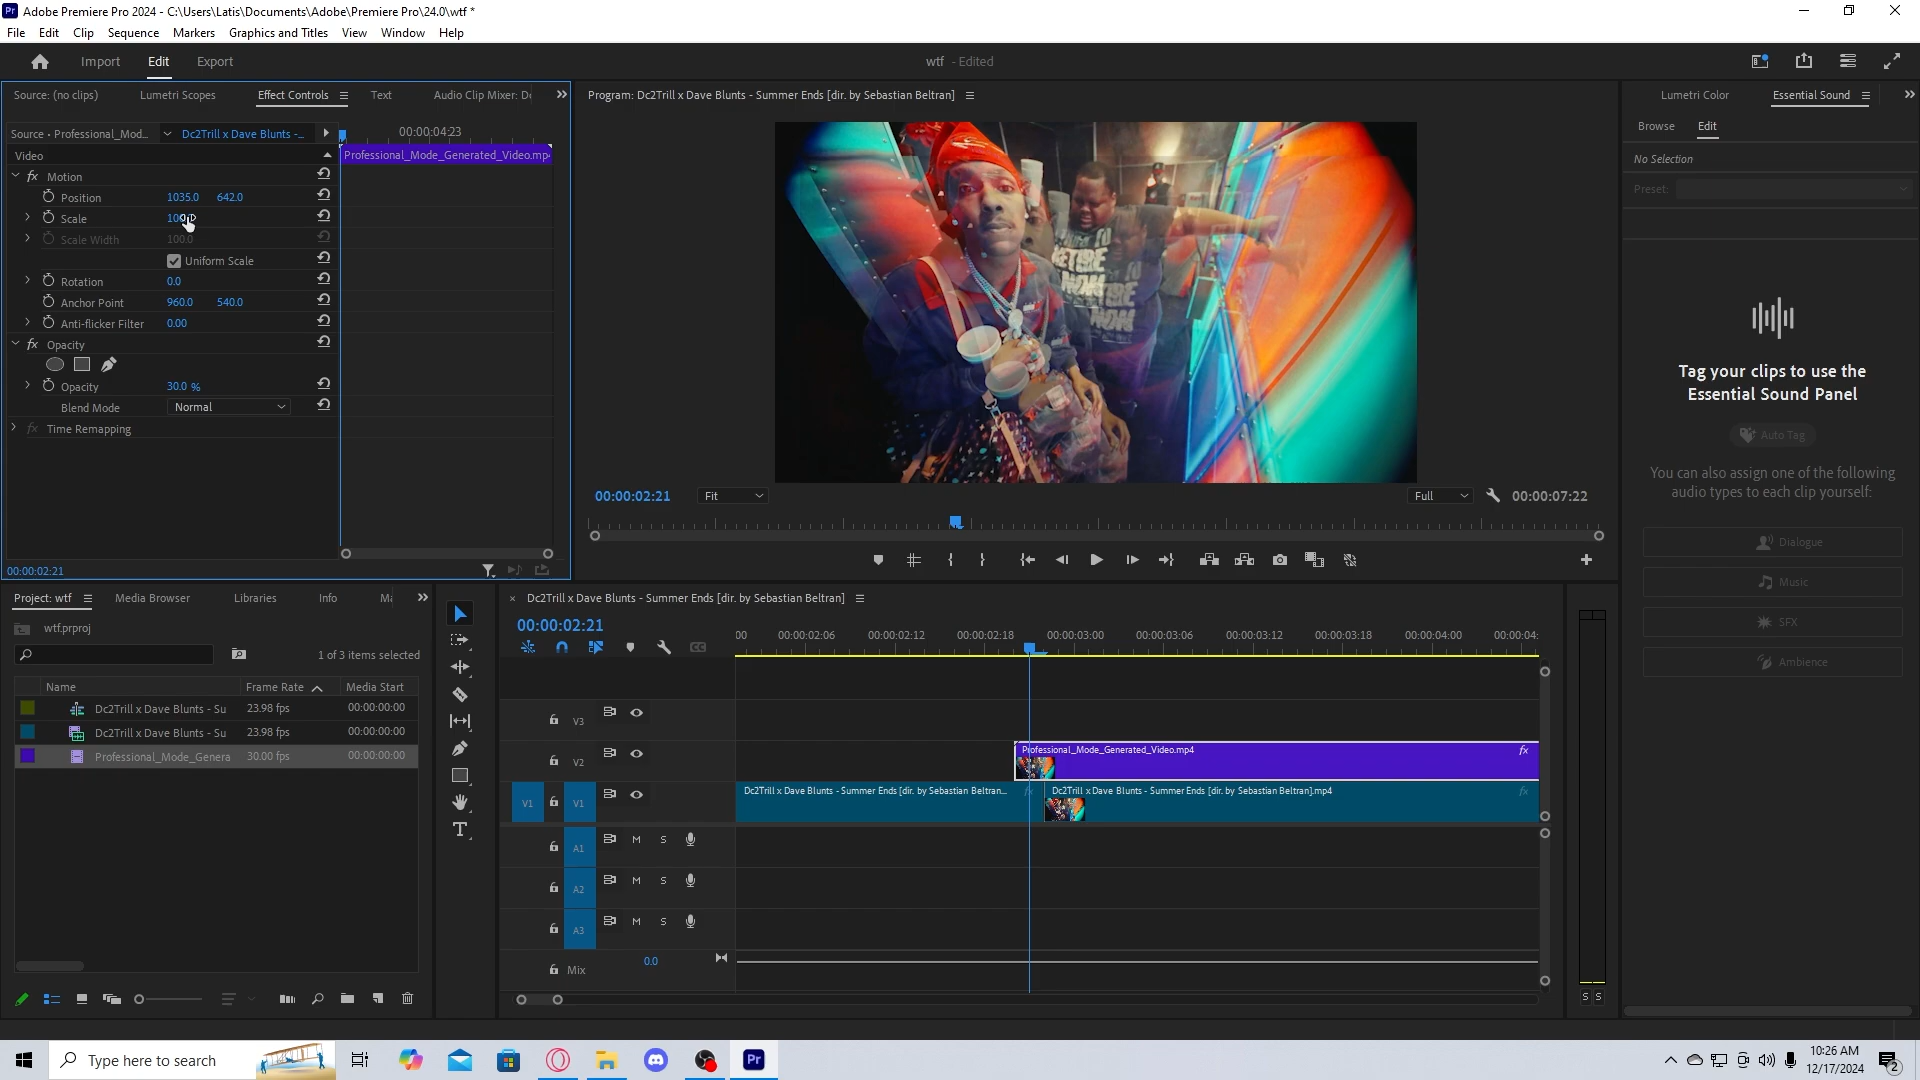 Adobe Premiere Pro 2024 - C:\Users\Latis\Documents\Adobe\Premiere Pro\24.0\wtf *
File Edit Clip Sequence Markers Graphics and Titles View Window Help
Import Edit Export
wtf - Edited
Source: (no clips) Lumetri Scopes Effect Controls Text Audio Clip Mixer: Dc
Program: Dc2Trill x Dave Blunts - Summer Ends [dir. by Sebastian Beltran]
Lumetri Color Essential Sound
Browse Edit
Source • Professional_Mod... Dc2Trill x Dave Blunts -...
00:00:04:23
Video
Professional_Mode_Generated_Video.mp4
No Selection
Preset:
fx Motion
Position 1035.0 642.0
Scale
Scale Width 100.0
Uniform Scale
Rotation 0.0
Anchor Point 960.0 540.0
Anti-flicker Filter 0.00
fx Opacity
Opacity 30.0 %
Blend Mode Normal
fx Time Remapping
00:00:02:21
00:00:02:21 Fit Full 00:00:07:22
Tag your clips to use the
Essential Sound Panel
Auto Tag
You can also assign one of the following
audio types to each clip yourself:
Dialogue
Music
SFX
Ambience
Project: wtf Media Browser Libraries Info
wtf.prproj
1 of 3 items selected
Name Frame Rate Media Start
Dc2Trill x Dave Blunts - Su 23.98 fps 00:00:00:00
Dc2Trill x Dave Blunts - Su 23.98 fps 00:00:00:00
Professional_Mode_Genera 30.00 fps 00:00:00:00
× Dc2Trill x Dave Blunts - Summer Ends [dir. by Sebastian Beltran]
00:00:02:21
00 00:00:02:06 00:00:02:12 00:00:02:18 00:00:03:00 00:00:03:06 00:00:03:12 00:00:03:18 00:00:04:00 00:00:04:
V3
V2
Professional_Mode_Generated_Video.mp4 fx
V1 V1
Dc2Trill x Dave Blunts - Summer Ends [dir. by Sebastian Beltran... fx
Dc2Trill x Dave Blunts - Summer Ends [dir. by Sebastian Beltran].mp4 fx
A1 M S
A2 M S
A3 M S
Mix 0.0
S S
Type here to search
10:26 AM
12/17/2024
2